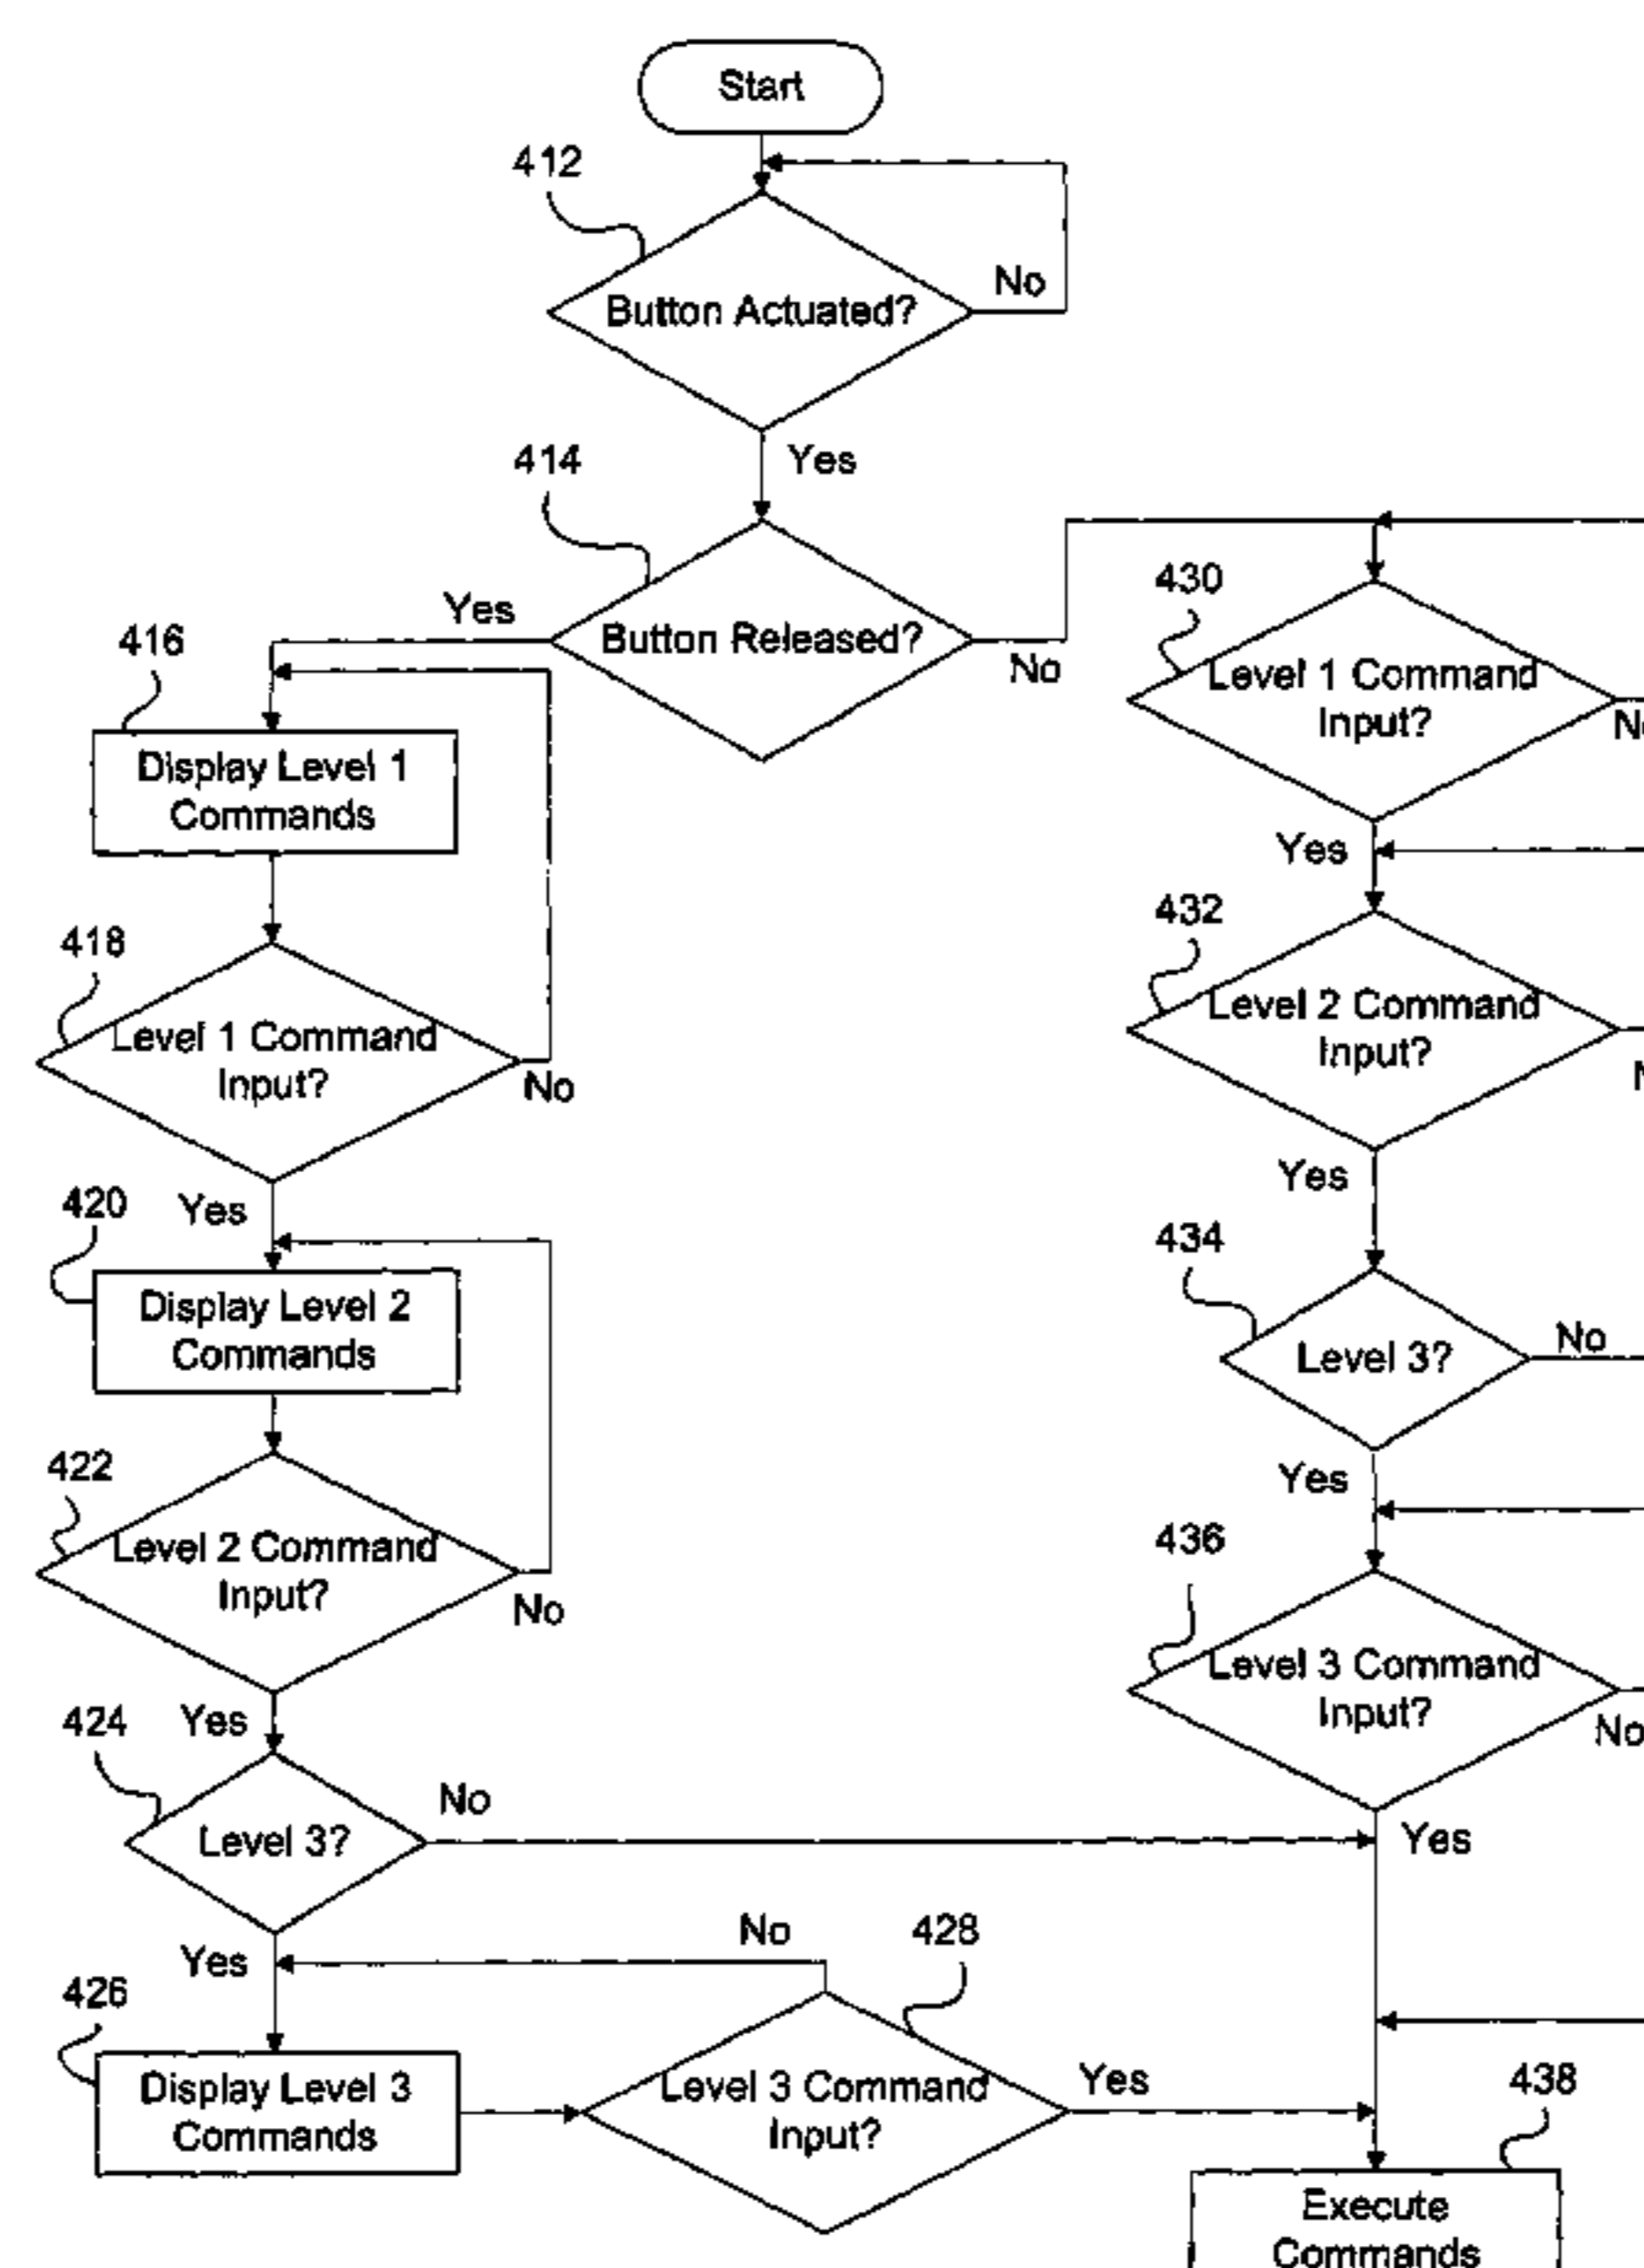 Start
412
Button Actuated?
No
Yes
414
Button Released?
Yes
No
416
Display Level 1
Commands
418
Level 1 Command
Input?
No
Yes
420
Display Level 2
Commands
422
Level 2 Command
Input?
No
Yes
424
Level 3?
No
Yes
426
Display Level 3
Commands
428
Level 3 Command
Input?
No
Yes
430
Level 1 Command
Input?
Yes
432
Level 2 Command
Input?
Yes
434
Level 3?
No
Yes
436
Level 3 Command
Input?
No
Yes
438
Execute
Commands